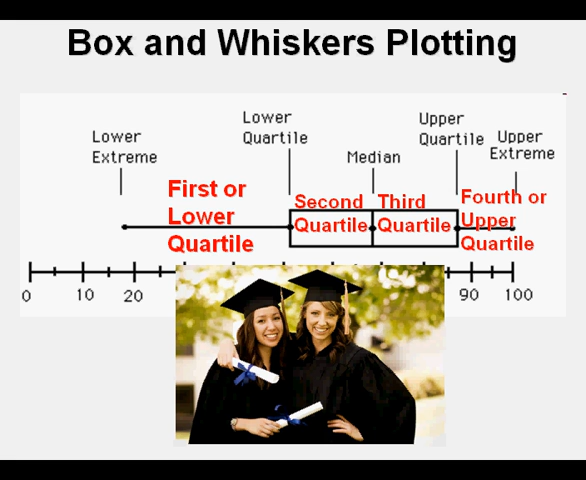 Box and Whiskers Plotting
Lower
Extreme
Lower
Quartile
Median
Upper
Quartile
Upper
Extreme
First or
Lower
Quartile
Second
Quartile
Third
Quartile
Fourth or
Upper
Quartile
0 10 20 90 100